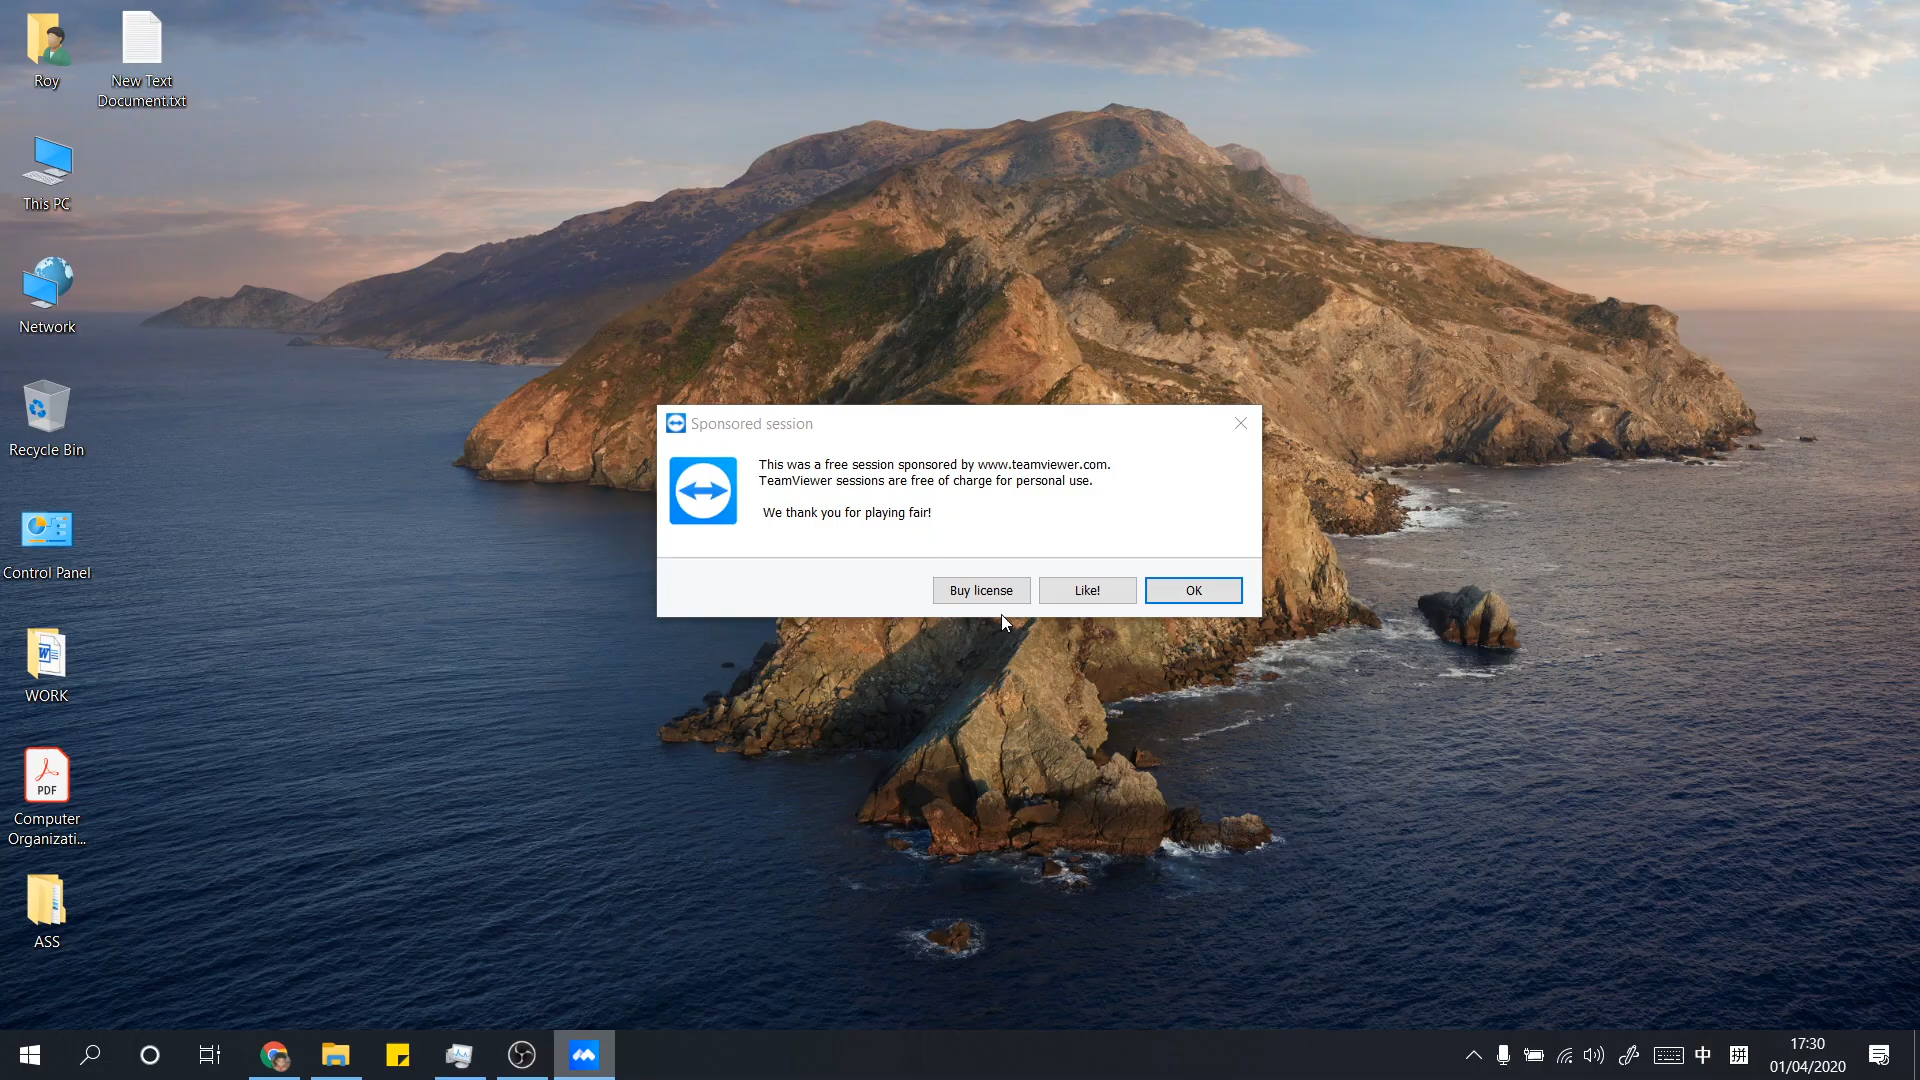 Roy
New Text
Document.txt
This PC
Network
Recycle Bin
Control Panel
WORK
PDF
Computer
Organizati...
ASS
Sponsored session
This was a free session sponsored by www.teamviewer.com.
TeamViewer sessions are free of charge for personal use.
We thank you for playing fair!
Buy license
Like!
OK
中
拼
17:30
01/04/2020